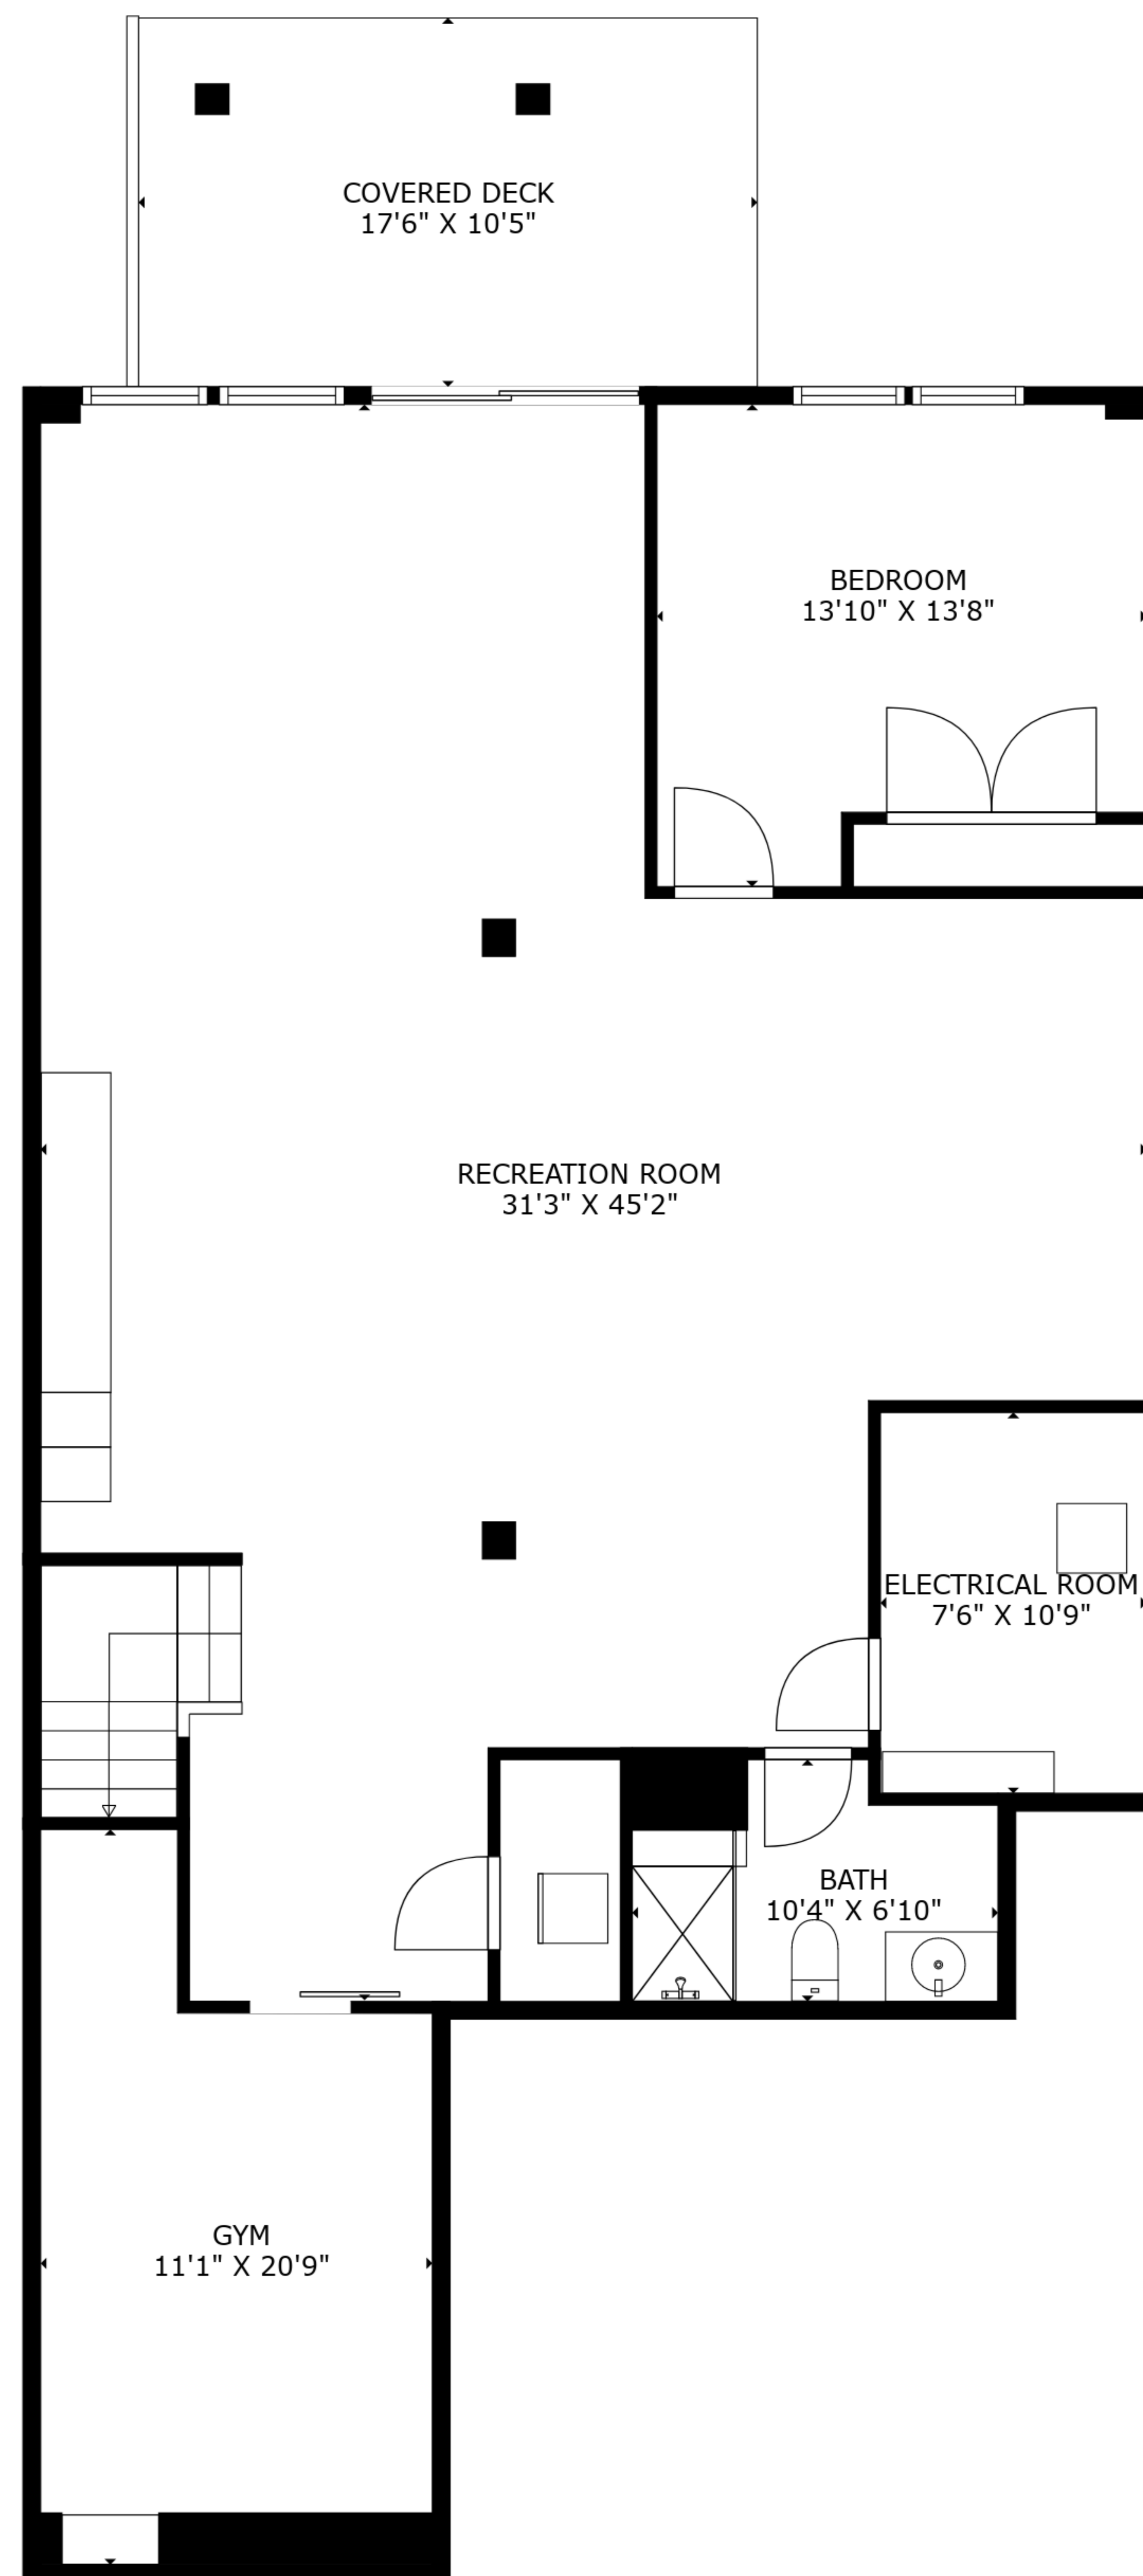 COVERED DECK
17'6" X 10'5"
BEDROOM
13'10" X 13'8"
RECREATION ROOM
31'3" X 45'2"
ELECTRICAL ROOM
7'6" X 10'9"
BATH
10'4" X 6'10"
GYM
11'1" X 20'9"